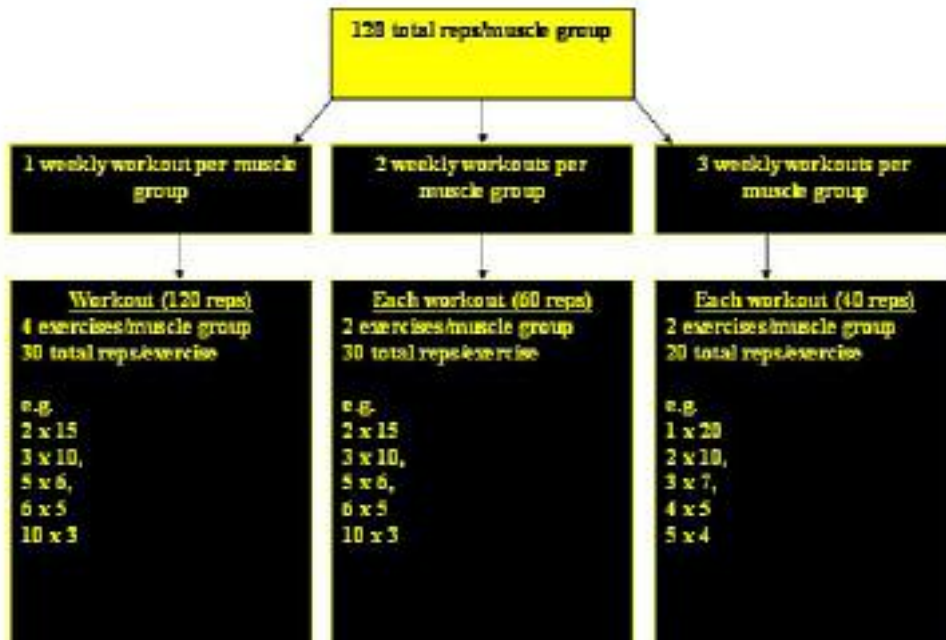 120 total reps/muscle group
1 weekly workout per muscle
group
2 weekly workouts per
muscle group
3 weekly workouts per
muscle group
Workout (120 reps)
4 exercises/muscle group
30 total reps/exercise
e.g.
2 x 15
3 x 10,
5 x 6,
6 x 5
10 x 3
Each workout (60 reps)
2 exercises/muscle group
30 total reps/exercise
e.g.
2 x 15
3 x 10,
5 x 6,
6 x 5
10 x 3
Each workout (40 reps)
2 exercises/muscle group
20 total reps/exercise
e.g.
1 x 20
2 x 10,
3 x 7,
4 x 5
5 x 4